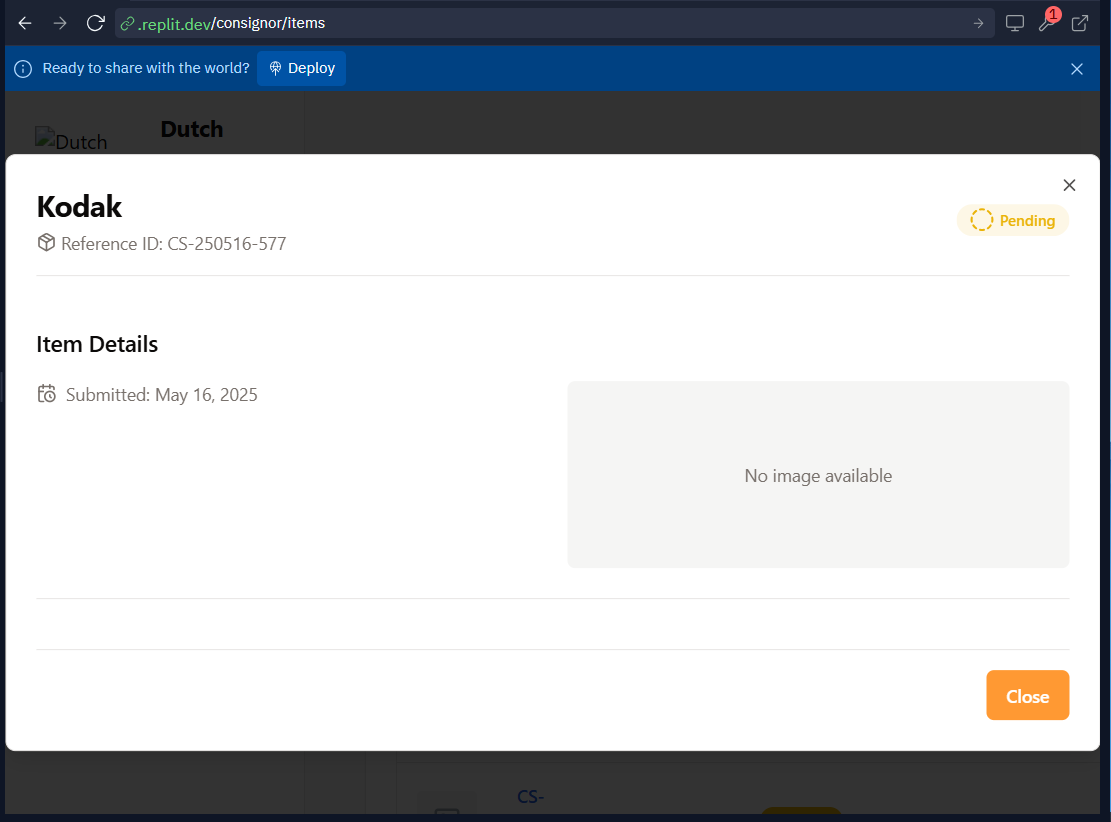 .replit.dev/consignor/items
1
Ready to share with the world?
Deploy
Dutch
Dutch
Kodak
Reference ID: CS-250516-577
Pending
Item Details
Submitted: May 16, 2025
No image available
Close
CS-